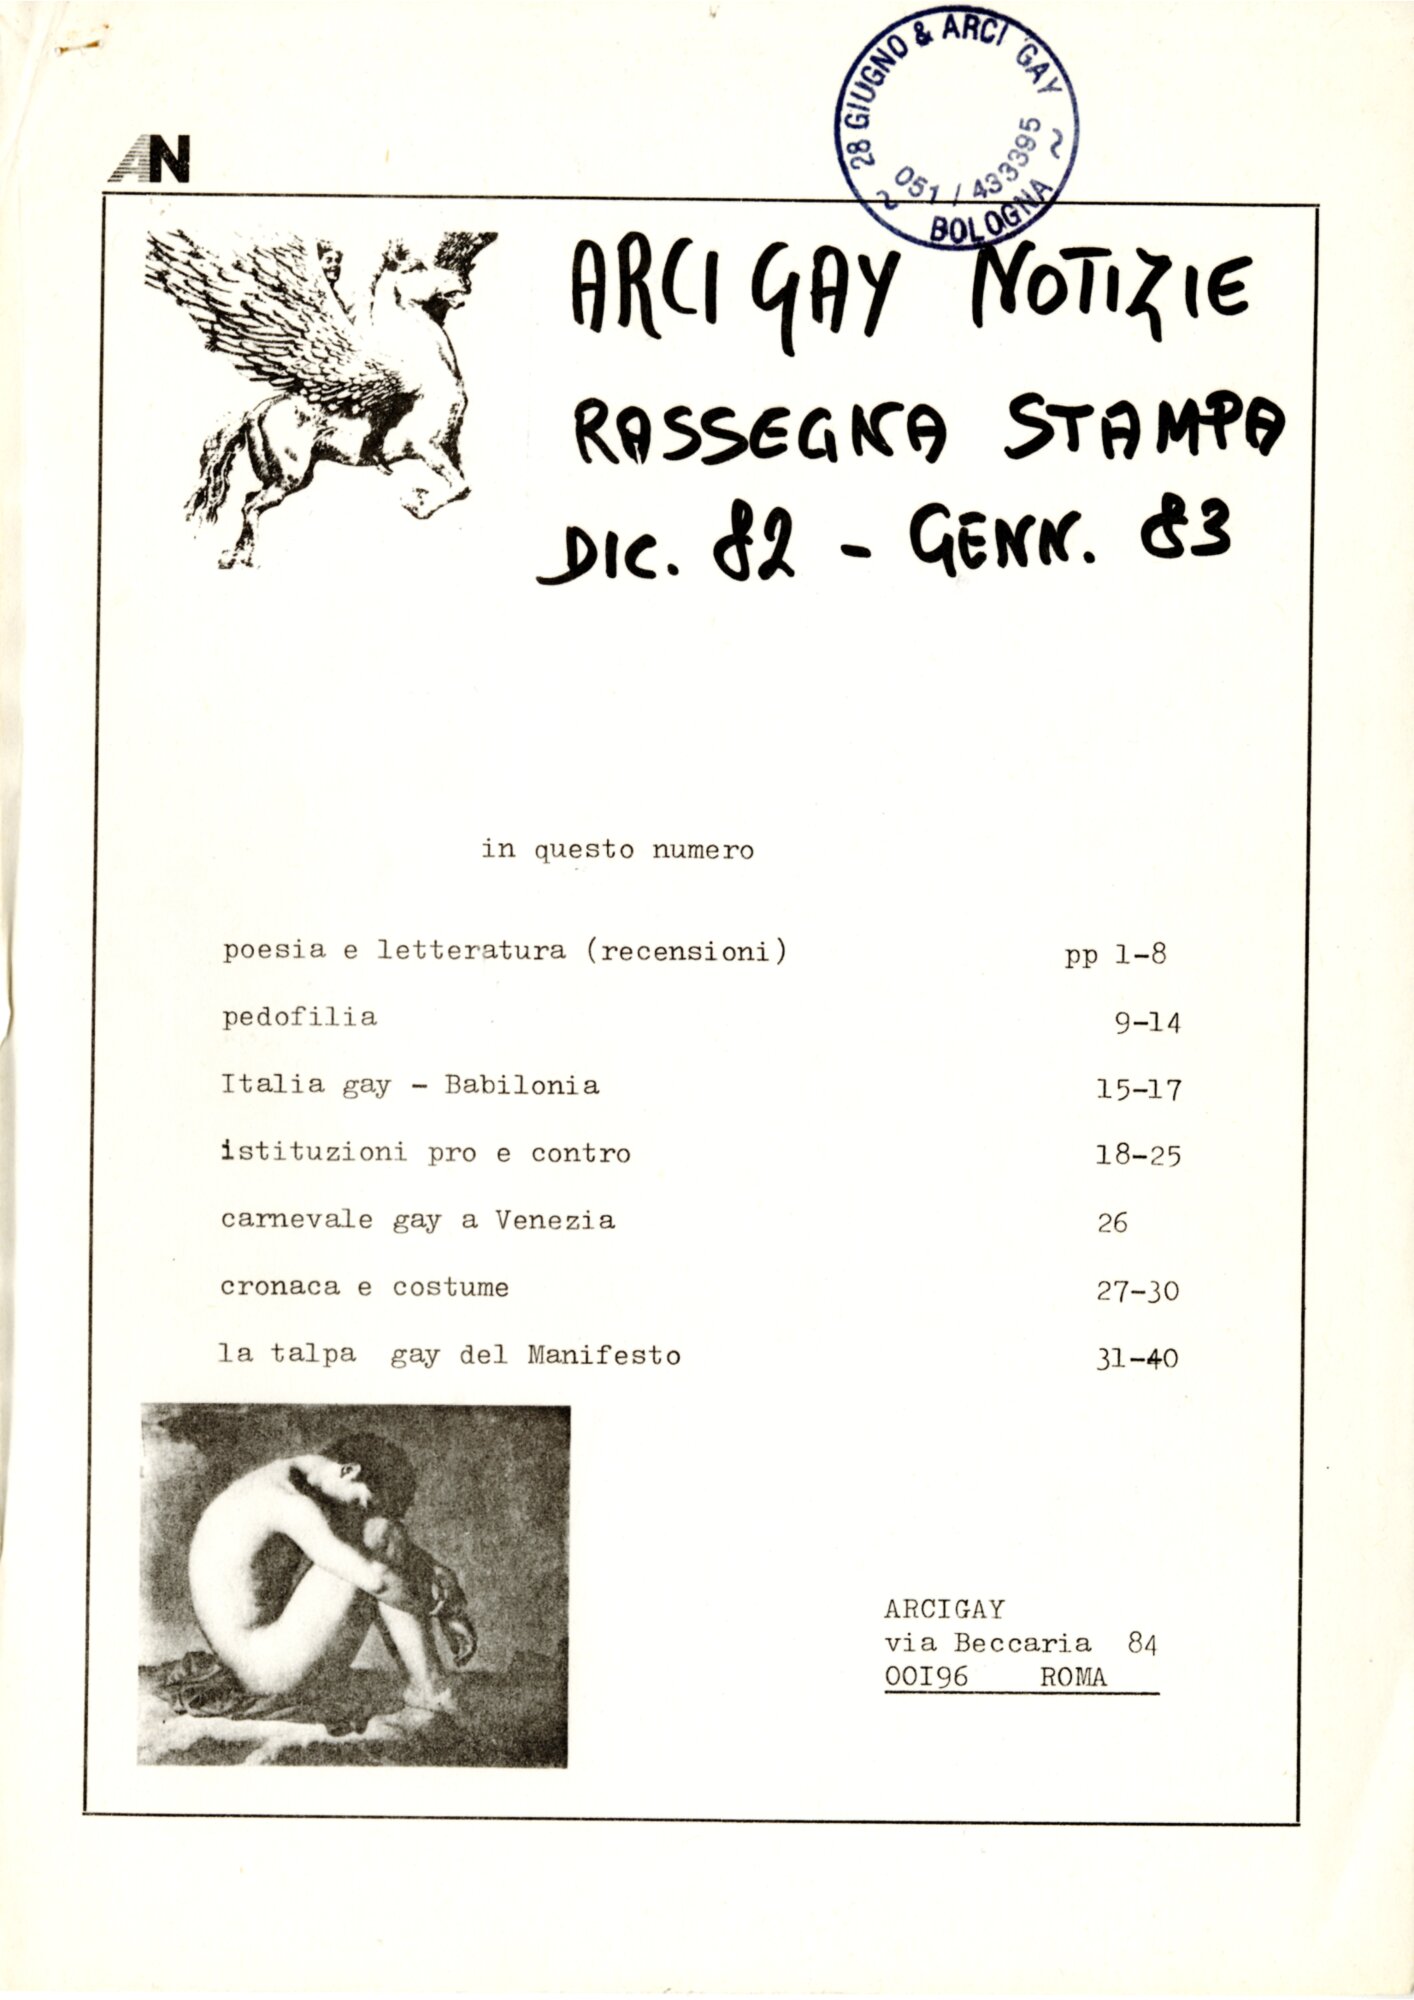 28 GIUGNO & ARCI GAY
051 / 433395
BOLOGNA
AN
ARCI GAY NOTIZIE
RASSEGNA STAMPA
DIC. 82 - GENN. 83
in questo numero
poesia e letteratura (recensioni) pp 1-8
pedofilia 9-14
Italia gay - Babilonia 15-17
istituzioni pro e contro 18-25
carnevale gay a Venezia 26
cronaca e costume 27-30
la talpa gay del Manifesto 31-40
ARCIGAY
via Beccaria 84
00I96 ROMA